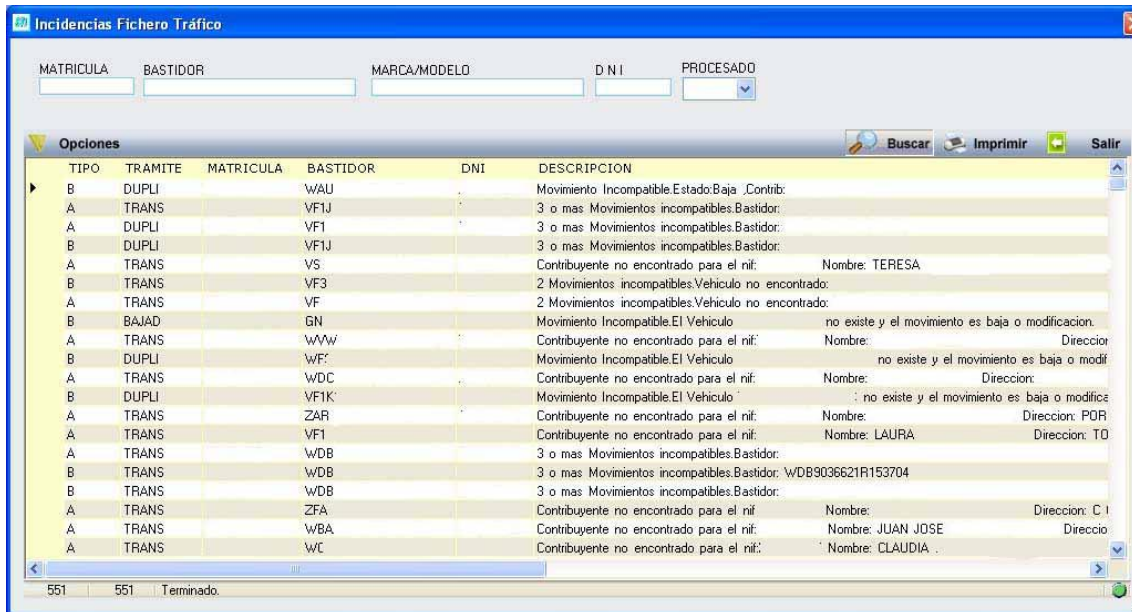 Incidencias Fichero Tráfico
MATRICULA BASTIDOR MARCA/MODELO D N I PROCESADO
Opciones Buscar Imprimir Salir
TIPO TRAMITE MATRICULA BASTIDOR DNI DESCRIPCION
B DUPLI WAU Movimiento Incompatible.Estado:Baja ,Contrib:
A TRANS VF1J 3 o mas Movimientos incompatibles.Bastidor:
A DUPLI VF1 3 o mas Movimientos incompatibles.Bastidor:
B DUPLI VF1J 3 o mas Movimientos incompatibles.Bastidor:
A TRANS VS Contribuyente no encontrado para el nif: Nombre: TERESA
B TRANS VF3 2 Movimientos incompatibles.Vehiculo no encontrado:
A TRANS VF 2 Movimientos incompatibles.Vehiculo no encontrado:
B BAJAD GN Movimiento Incompatible.El Vehiculo no existe y el movimiento es baja o modificacion.
A TRANS WVW Contribuyente no encontrado para el nif: Nombre: Direccion
B DUPLI WF Movimiento Incompatible.El Vehiculo no existe y el movimiento es baja o modif
A TRANS WDC Contribuyente no encontrado para el nif: Nombre: Direccion:
B DUPLI VF1K Movimiento Incompatible.El Vehiculo no existe y el movimiento es baja o modifica
A TRANS ZAR Contribuyente no encontrado para el nif: Nombre: Direccion: POR
A TRANS VF1 Contribuyente no encontrado para el nif: Nombre: LAURA Direccion: TO
A TRANS WDB 3 o mas Movimientos incompatibles.Bastidor:
B TRANS WDB 3 o mas Movimientos incompatibles.Bastidor: WDB9036621R153704
B TRANS WDB 3 o mas Movimientos incompatibles.Bastidor:
A TRANS ZFA Contribuyente no encontrado para el nif Nombre: Direccion: C
A TRANS WBA Contribuyente no encontrado para el nif: Nombre: JUAN JOSE Direccio
A TRANS WC Contribuyente no encontrado para el nif: Nombre: CLAUDIA .
551 551 Terminado.